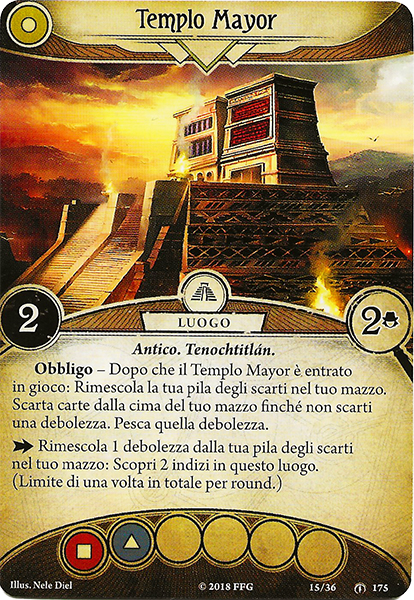 Templo Mayor
2
LUOGO
2
Antico. Tenochtitlán.
Obbligo – Dopo che il Templo Mayor è entrato
in gioco: Rimescola la tua pila degli scarti nel tuo mazzo.
Scarta carte dalla cima del tuo mazzo finché non scarti
una debolezza. Pesca quella debolezza.
Rimescola 1 debolezza dalla tua pila degli scarti
nel tuo mazzo: Scopri 2 indizi in questo luogo.
(Limite di una volta in totale per round.)
Illus. Nele Diel © 2018 FFG 15/36 175